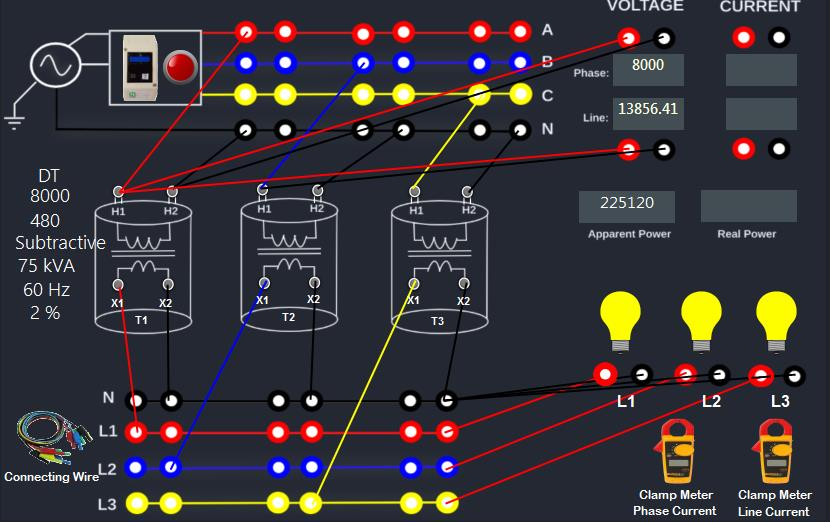 VOLTAGE CURRENT
A
B
Phase: 8000
C
Line: 13856.41
N
DT
8000
480
Subtractive
75 kVA
60 Hz
2 %
H1 H2 H1 H2 H1 H2
225120
Apparent Power Real Power
X1 X2 X1 X2 X1 X2
T1 T2 T3
N
L1 L2 L3
L1
L2
L3
Connecting Wire
Clamp Meter
Phase Current
Clamp Meter
Line Current